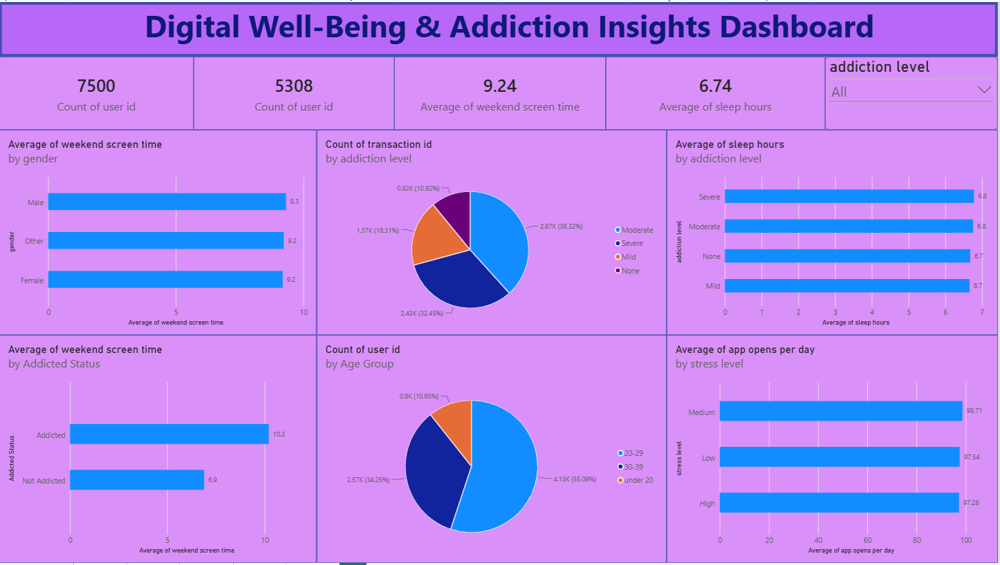 Digital Well-Being & Addiction Insights Dashboard
7500
Count of user id
5308
Count of user id
9.24
Average of weekend screen time
6.74
Average of sleep hours
addiction level
All
Average of weekend screen time
by gender
gender
Male
9.3
Other
9.2
Female
9.2
0
5
10
Average of weekend screen time
Count of transaction id
by addiction level
0.82K (10.92%)
1.37K (18.31%)
2.87K (38.32%)
2.43K (32.45%)
Moderate
Severe
Mild
None
Average of sleep hours
by addiction level
addiction level
Severe
6.8
Moderate
6.8
None
6.7
Mild
6.7
0
1
2
3
4
5
6
7
Average of sleep hours
Average of weekend screen time
by Addicted Status
Addicted Status
Addicted
10.2
Not Addicted
6.9
0
5
10
Average of weekend screen time
Count of user id
by Age Group
0.8K (10.65%)
2.57K (34.25%)
4.13K (55.09%)
20-29
30-39
under 20
Average of app opens per day
by stress level
stress level
Medium
98.71
Low
97.54
High
97.28
0
20
40
60
80
100
Average of app opens per day